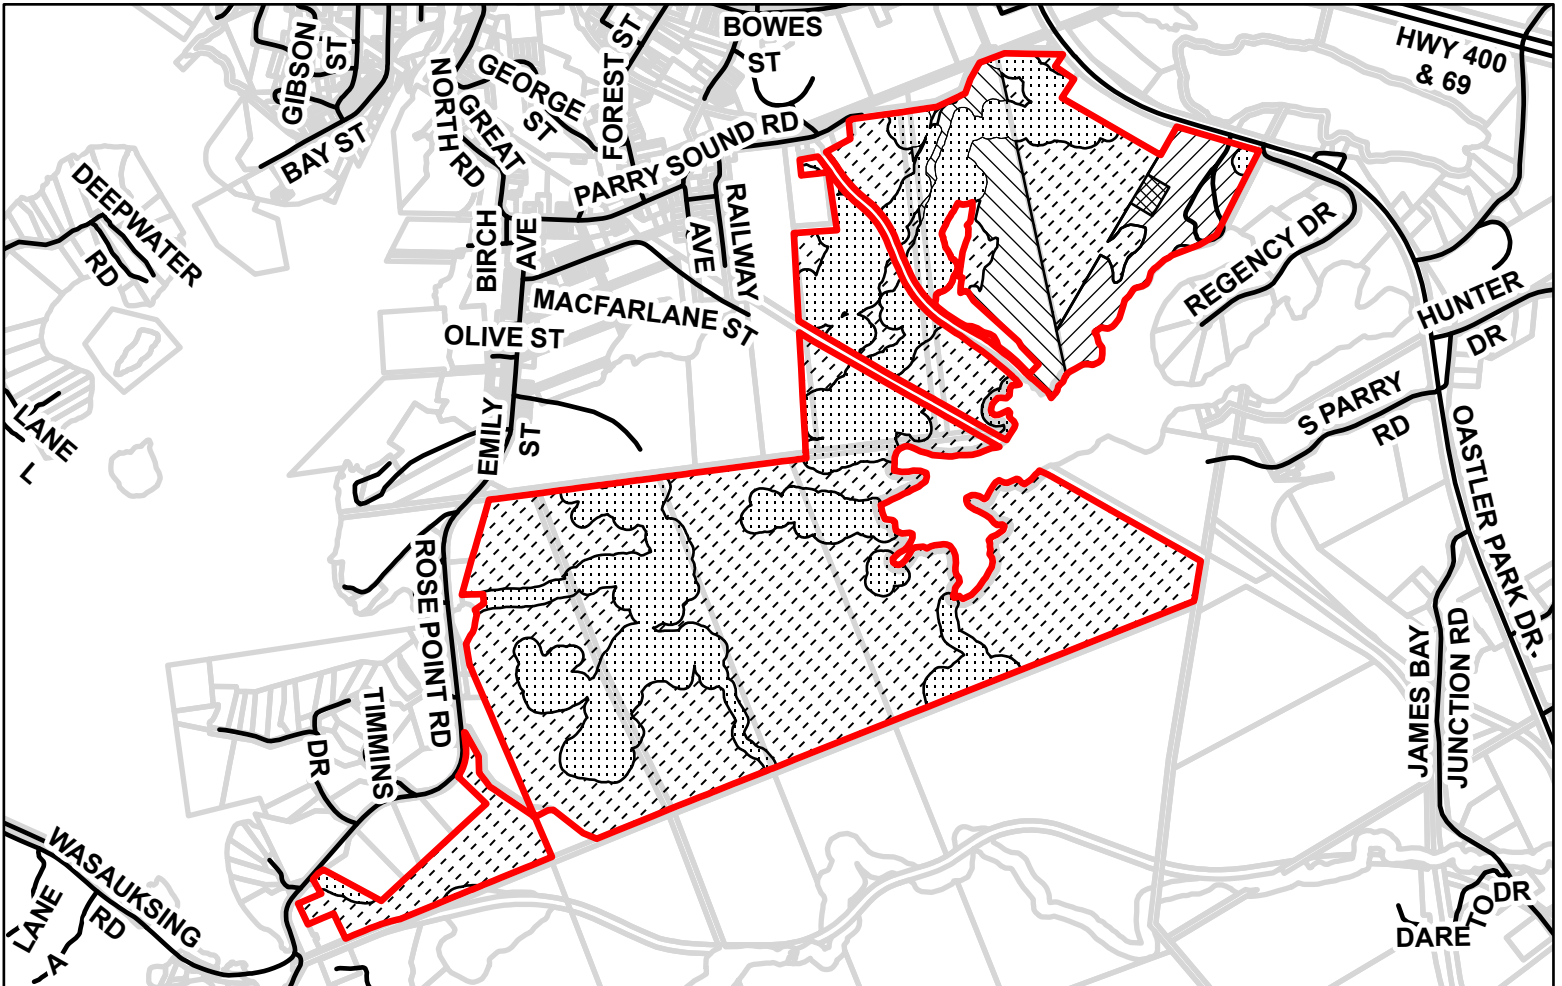 GIBSON
ST
BAY ST
NORTH RD
GREAT
GEORGE
ST
FOREST ST
BOWES
ST
HWY 400
& 69
PARRY SOUND RD
DEEPWATER
RD
BIRCH
AVE
AVE
RAILWAY
MACFARLANE ST
OLIVE ST
REGENCY DR
HUNTER
DR
S PARRY
RD
LANE
L
EMILY
ST
OASTLER PARK DR.
ROSE POINT RD
JAMES BAY
JUNCTION RD
TIMMINS
DR
WASAUKSING
RD
LANE
A
DARE
TO
DR